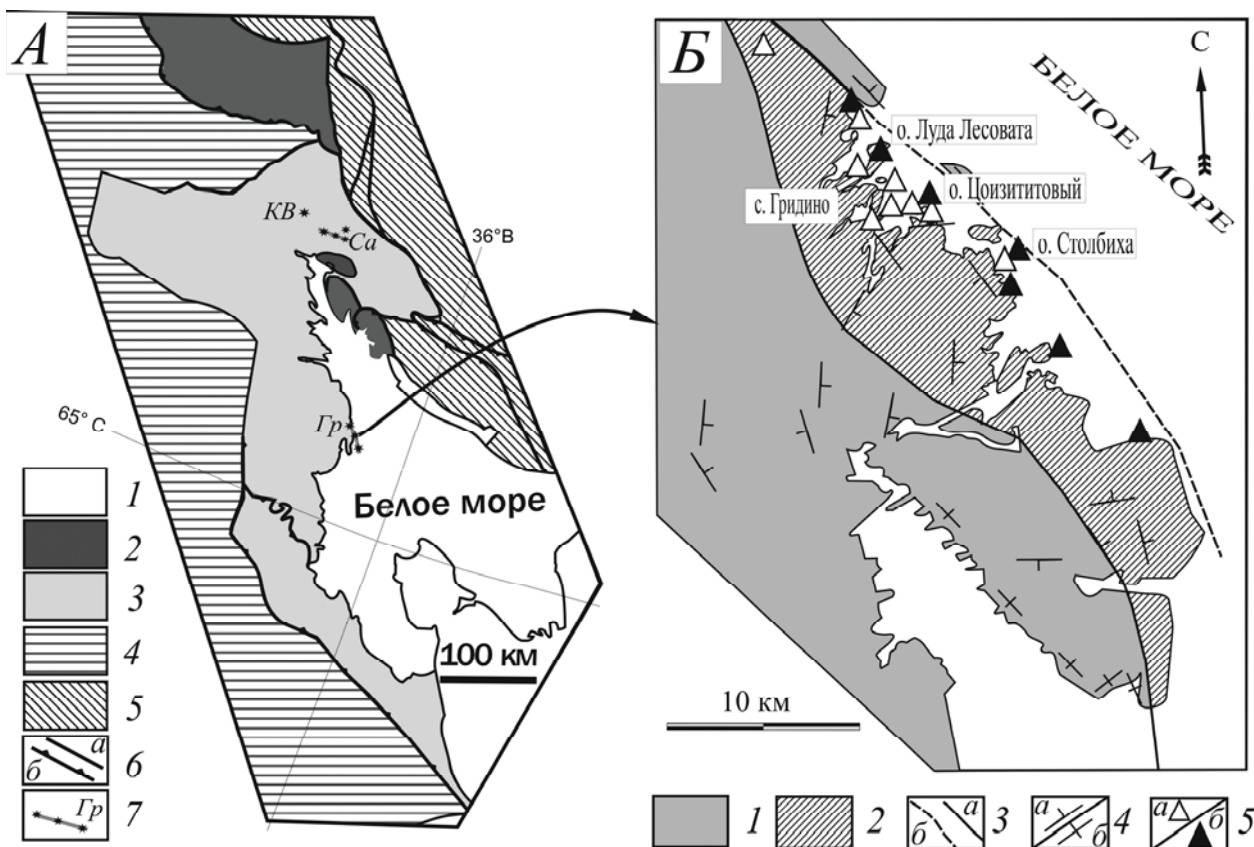 А
КВ
Са
36°В
Гр
65° С
Белое море
100 км
1
2
3
4
5
а
б
6
Гр
7
Б
С
БЕЛОЕ МОРЕ
о. Луда Лесовата
о. Цоизититовый
с. Гридино
о. Столбиха
10 км
1
2
а
б
3
а
б
4
а
б
5